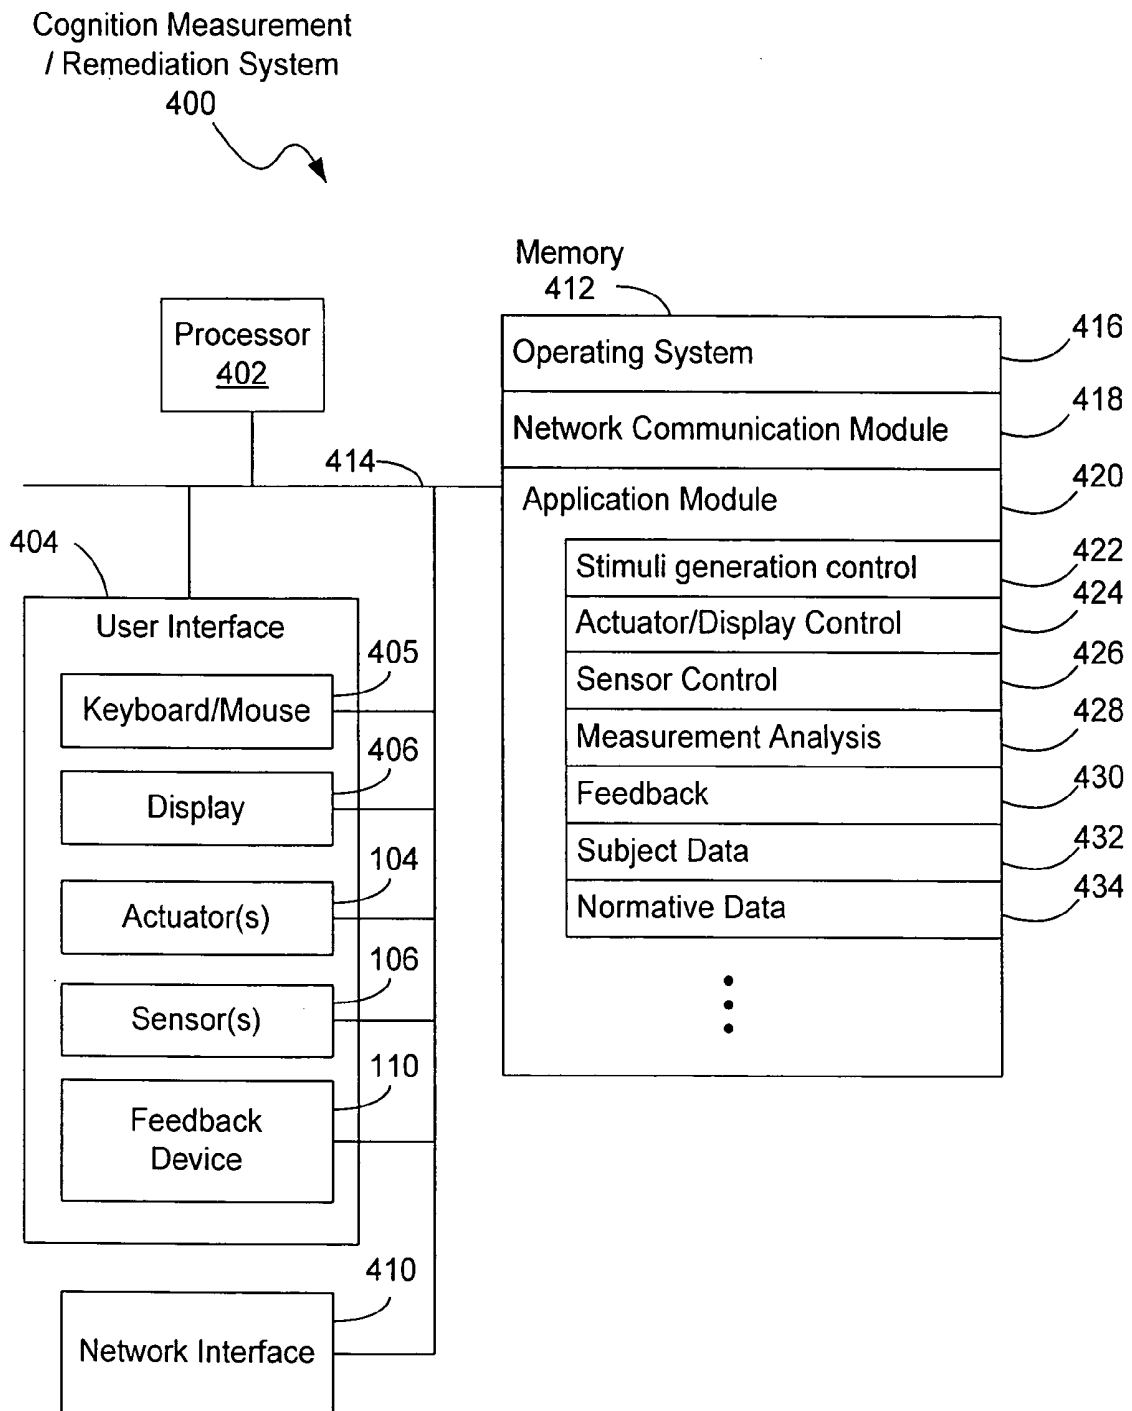 Cognition Measurement
/ Remediation System
400
Memory
412
Processor
402
Operating System
416
Network Communication Module
418
414
Application Module
420
404
Stimuli generation control
422
Actuator/Display Control
424
User Interface
Sensor Control
426
405
Keyboard/Mouse
Measurement Analysis
428
406
Display
Feedback
430
Subject Data
432
104
Actuator(s)
Normative Data
434
106
Sensor(s)
110
Feedback
Device
410
Network Interface